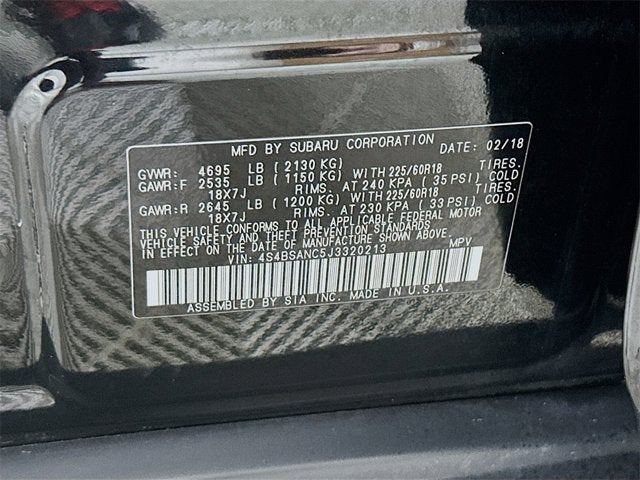 MFD BY SUBARU CORPORATION DATE: 02/18
GVWR: 4695 LB ( 2130 KG)
GAWR:F 2535 LB ( 1150 KG) WITH 225/60R18 TIRES.
18X7J RIMS. AT 240 KPA ( 35 PSI) COLD
GAWR:R 2645 LB ( 1200 KG) WITH 225/60R18 TIRES.
18X7J RIMS. AT 230 KPA ( 33 PSI) COLD
THIS VEHICLE CONFORMS TO ALL APPLICABLE FEDERAL MOTOR
VEHICLE SAFETY AND THEFT PREVENTION STANDARDS
IN EFFECT ON THE DATE OF MANUFACTURE SHOWN ABOVE.
VIN: 4S4BSANC5J3320213 MPV
ASSEMBLED BY SIA INC. MADE IN U.S.A.